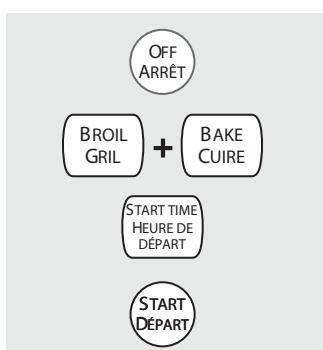 OFF
ARRÊT
BROIL
GRIL
+
BAKE
CUIRE
START TIME
HEURE DE
DÉPART
START
DÉPART